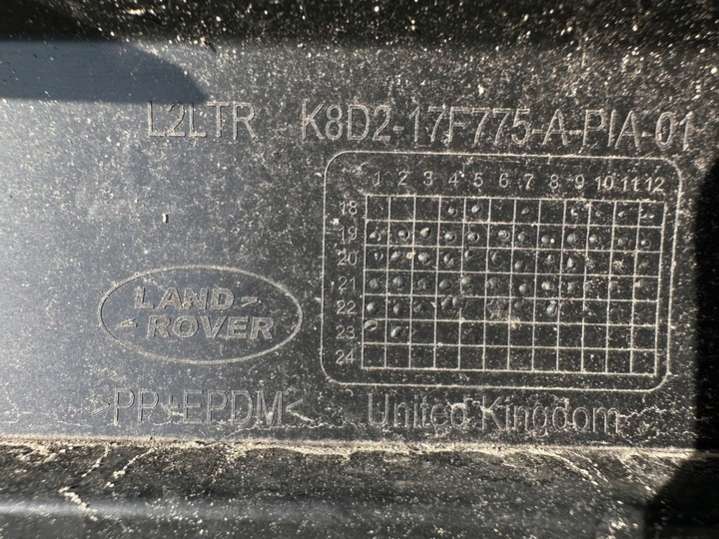 L2LTR K8D2-17F775-A-PIA-01
1 2 3 4 5 6 7 8 9 10 11 12
18
19
20
21
22
23
24
LAND
ROVER
>PP+EPDM< United Kingdom